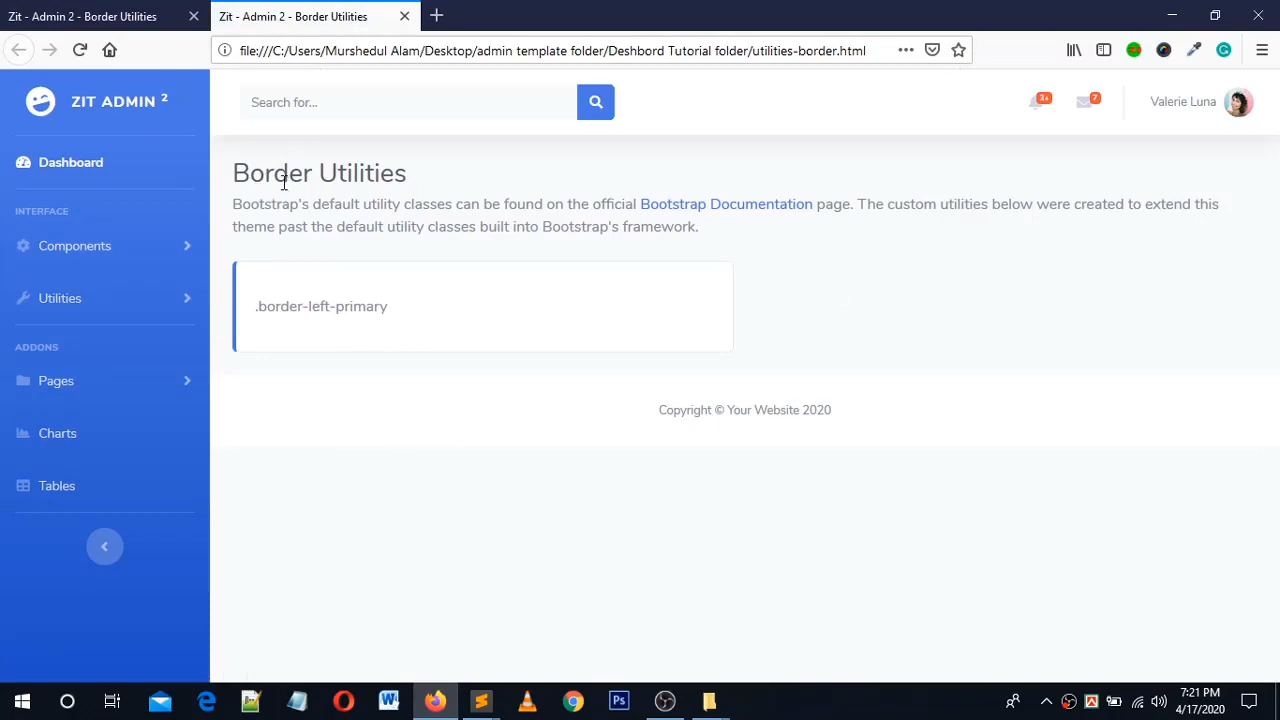 Zit - Admin 2 - Border Utilities
Zit - Admin 2 - Border Utilities
file:///C:/Users/Murshedul Alam/Desktop/admin template folder/Deshbord Tutorial folder/utilities-border.html
ZIT ADMIN 2
Search for...
3+
7
Valerie Luna
Dashboard
INTERFACE
Components
Utilities
ADDONS
Pages
Charts
Tables
Border Utilities
Bootstrap's default utility classes can be found on the official Bootstrap Documentation page. The custom utilities below were created to extend this
theme past the default utility classes built into Bootstrap's framework.
.border-left-primary
Copyright © Your Website 2020
7:21 PM
4/17/2020